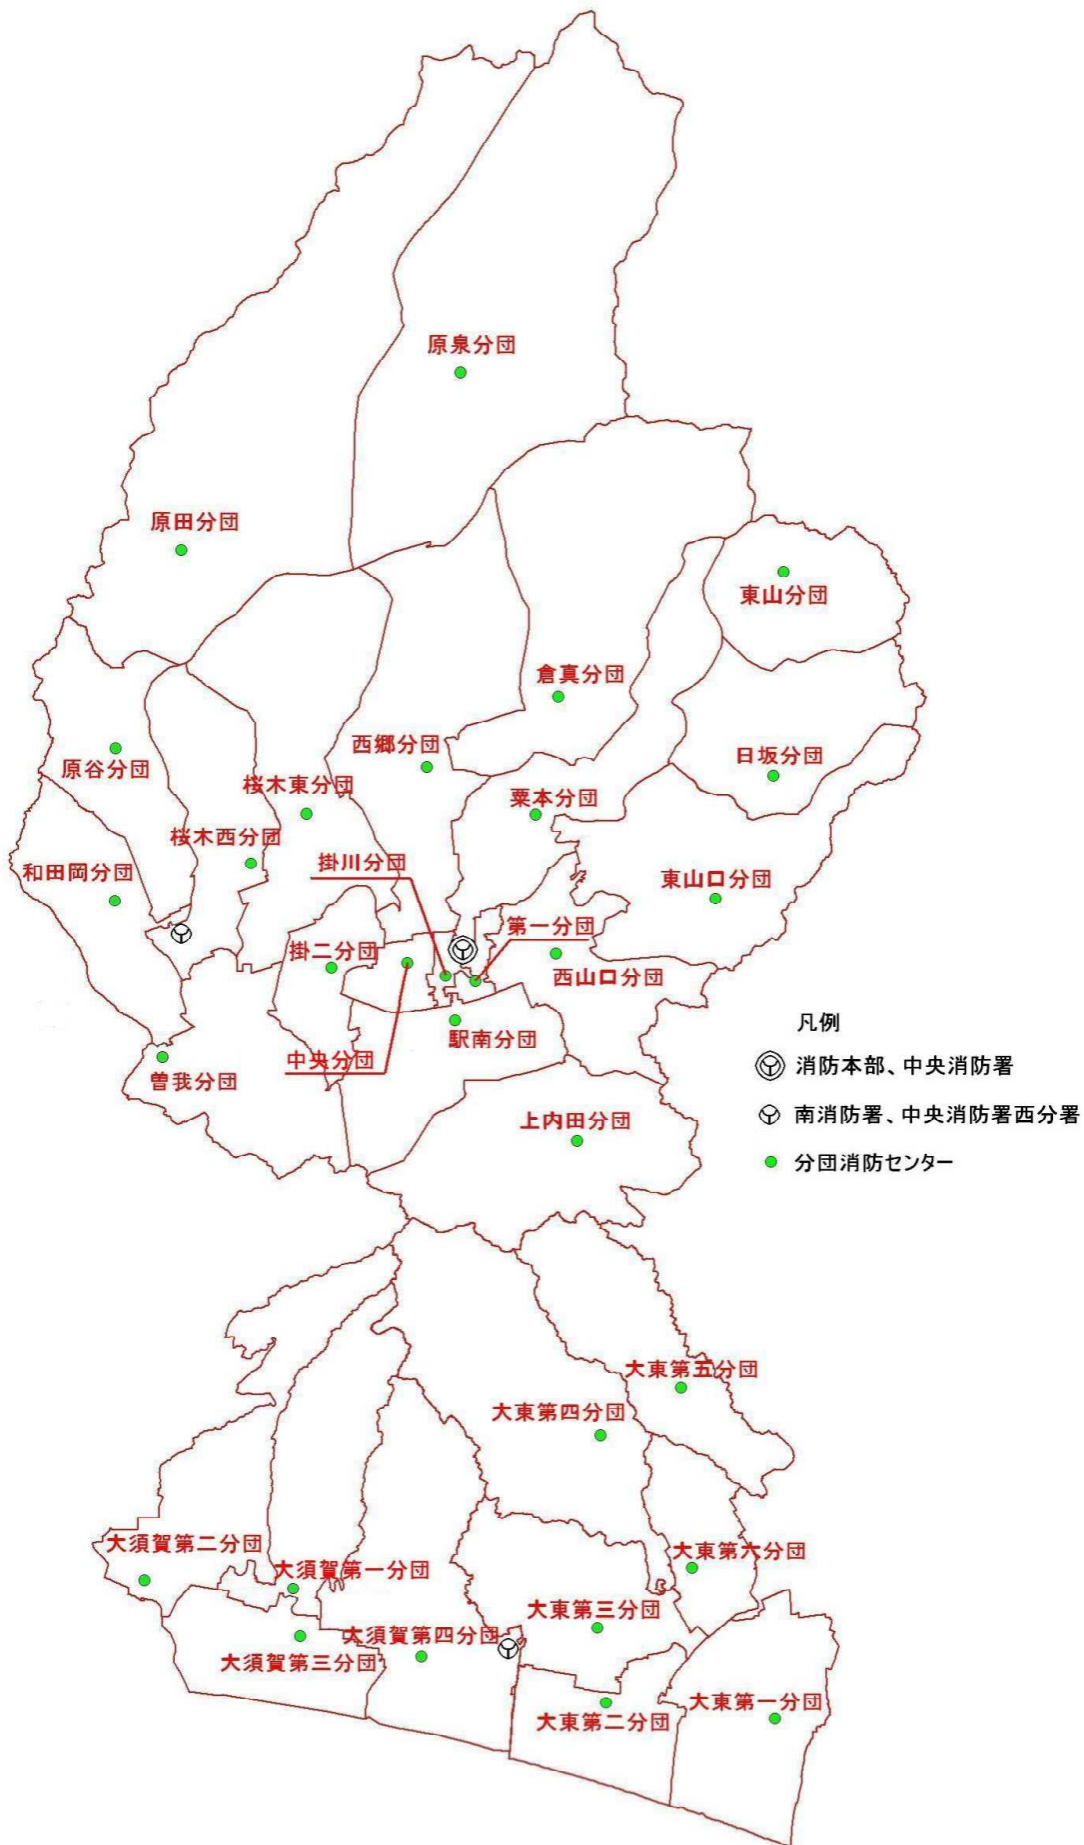 原泉分団
原田分団
東山分団
倉真分団
西郷分団
日坂分団
原谷分団
桜木東分団
粟本分団
桜木西分団
掛川分団
和田岡分団
東山口分団
第一分団
掛二分団
西山口分団
駅南分団
中央分団
曽我分団
上内田分団
凡例
消防本部、中央消防署
南消防署、中央消防署西分署
分団消防センター
大東第五分団
大東第四分団
大須賀第二分団
大東第六分団
大須賀第一分団
大東第三分団
大須賀第四分団
大須賀第三分団
大東第一分団
大東第二分団